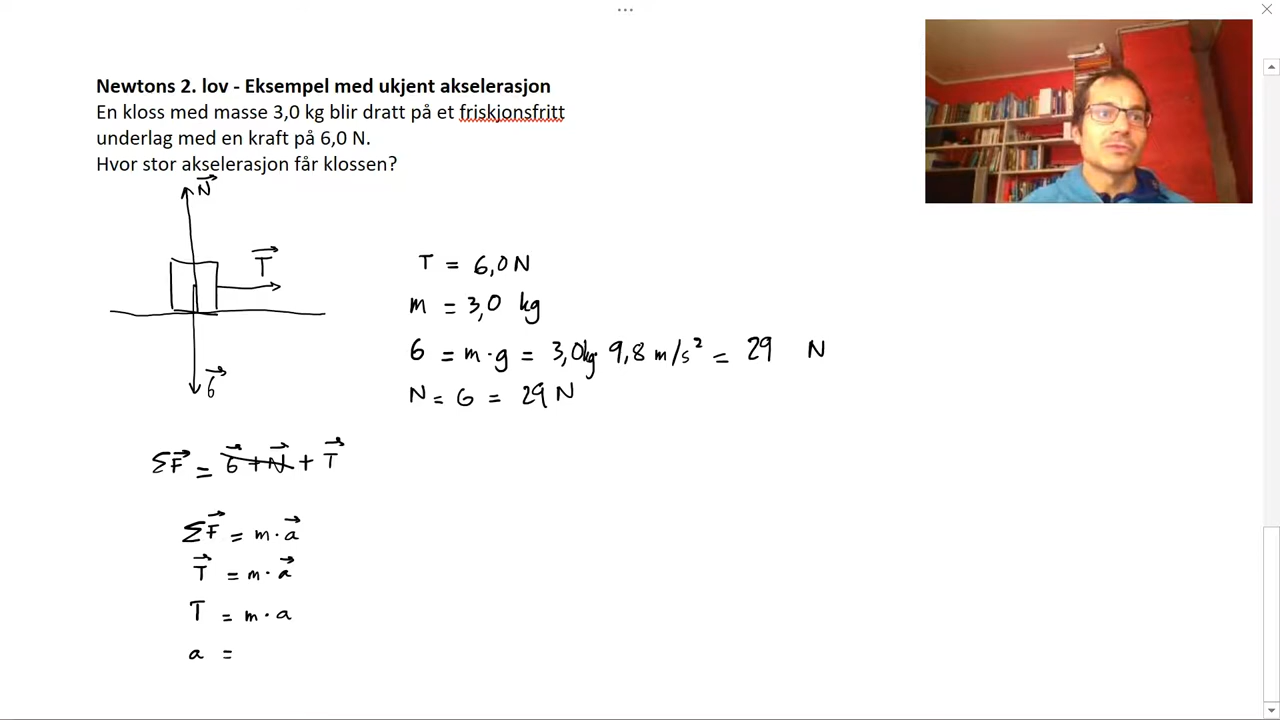 Newtons 2. lov - Eksempel med ukjent akselerasjon
En kloss med masse 3,0 kg blir dratt på et friskjonsfritt
underlag med en kraft på 6,0 N.
Hvor stor akselerasjon får klossen?
N⃗
T⃗
G⃗
T = 6,0 N
m = 3,0 kg
G = m · g = 3,0 kg · 9,8 m/s² = 29 N
N = G = 29 N
ΣF⃗ = G⃗ + N⃗ + T⃗
ΣF⃗ = m · a⃗
T⃗ = m · a⃗
T = m · a
a =